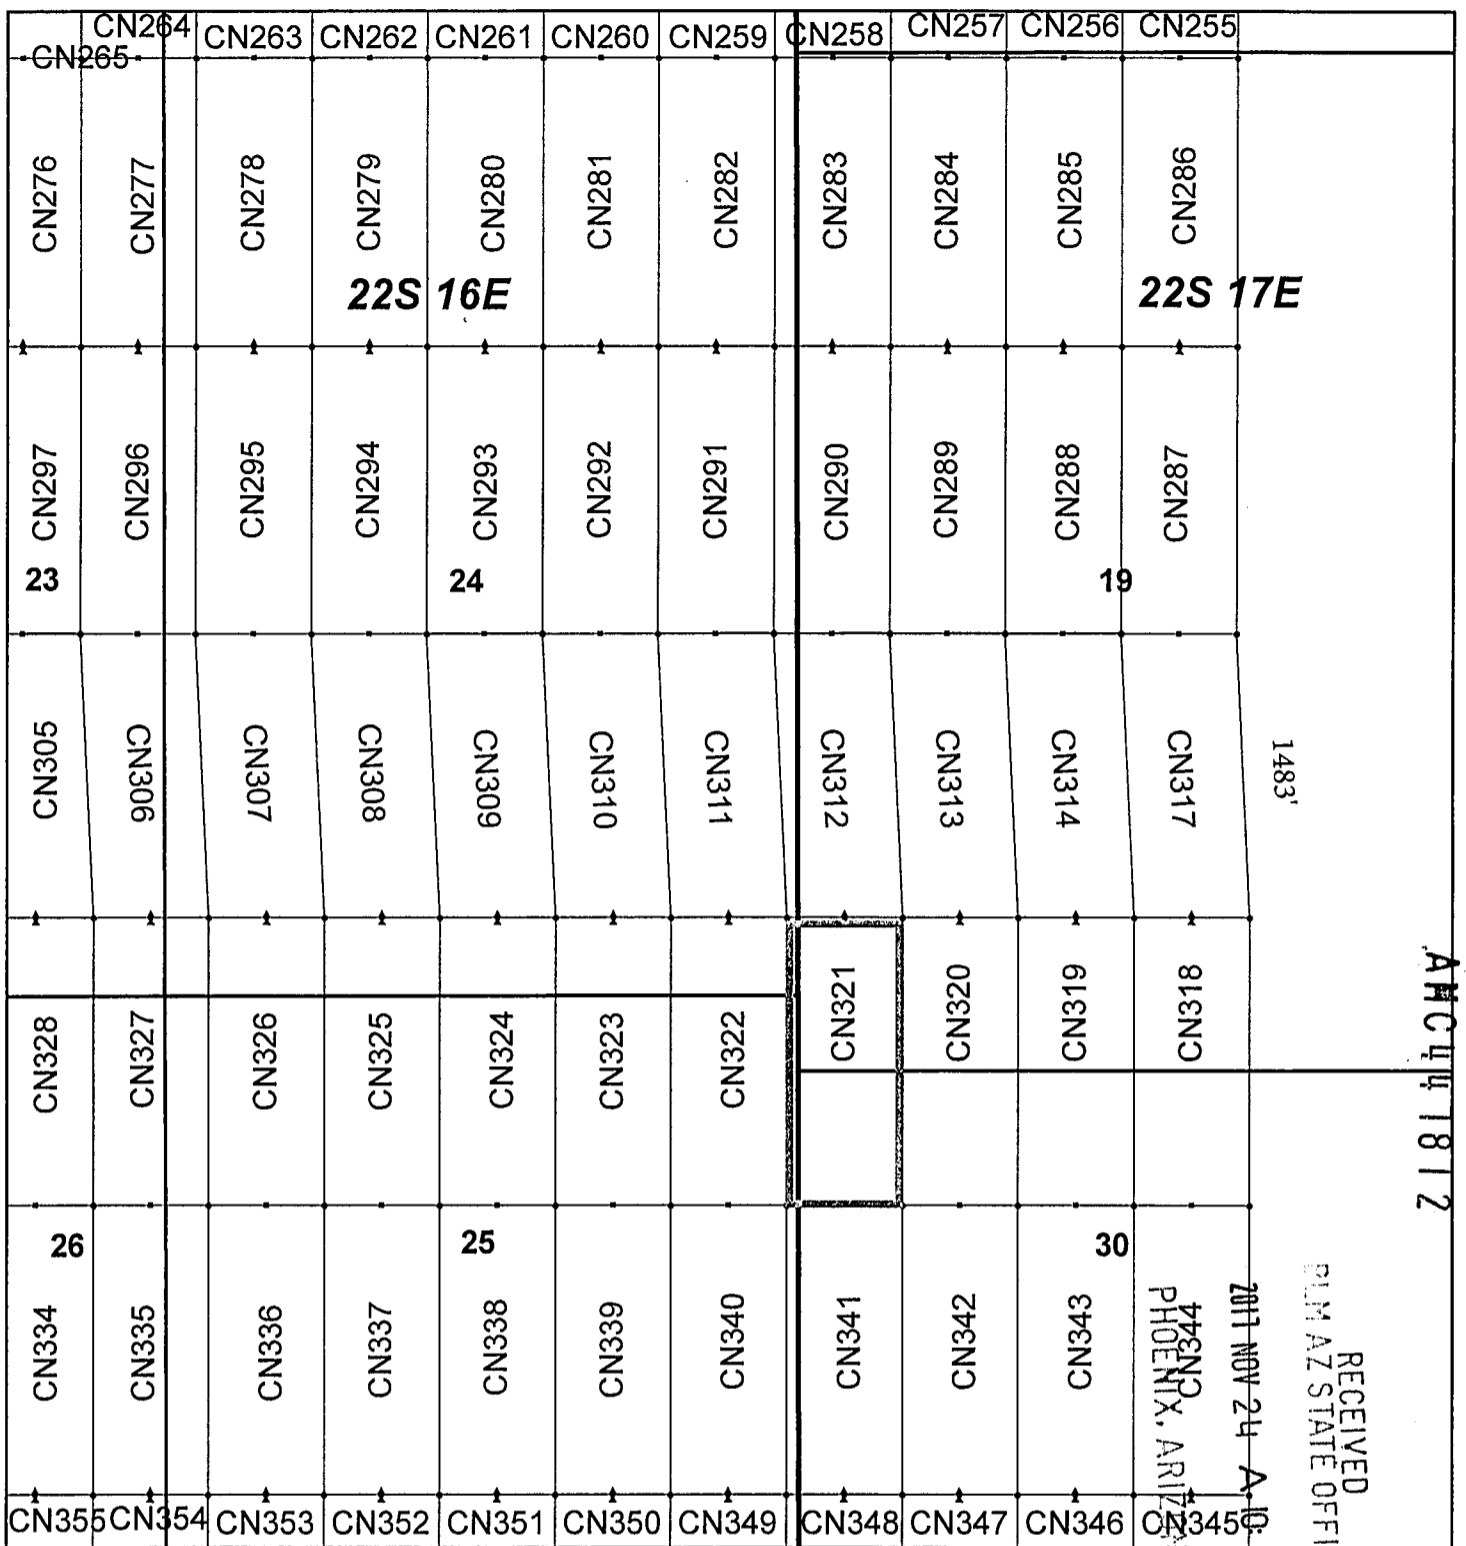 CN264 CN263 CN262 CN261 CN260 CN259 CN258 CN257 CN256 CN255
CN265
CN276 CN277 CN278 CN279 CN280 CN281 CN282 CN283 CN284 CN285 CN286
22S 16E 22S 17E
CN297 CN296 CN295 CN294 CN293 CN292 CN291 CN290 CN289 CN288 CN287
23 24 19
CN305 CN306 CN307 CN308 CN309 CN310 CN311 CN312 CN313 CN314 CN317
1483'
CN328 CN327 CN326 CN325 CN324 CN323 CN322 CN321 CN320 CN319 CN318
AMC441812
26 25 30
CN334 CN335 CN336 CN337 CN338 CN339 CN340 CN341 CN342 CN343 CN344
RECEIVED
BLM AZ STATE OFFI
2017 NOV 24 A 10:
PHOENIX, ARIZ
CN355 CN354 CN353 CN352 CN351 CN350 CN349 CN348 CN347 CN346 CN345